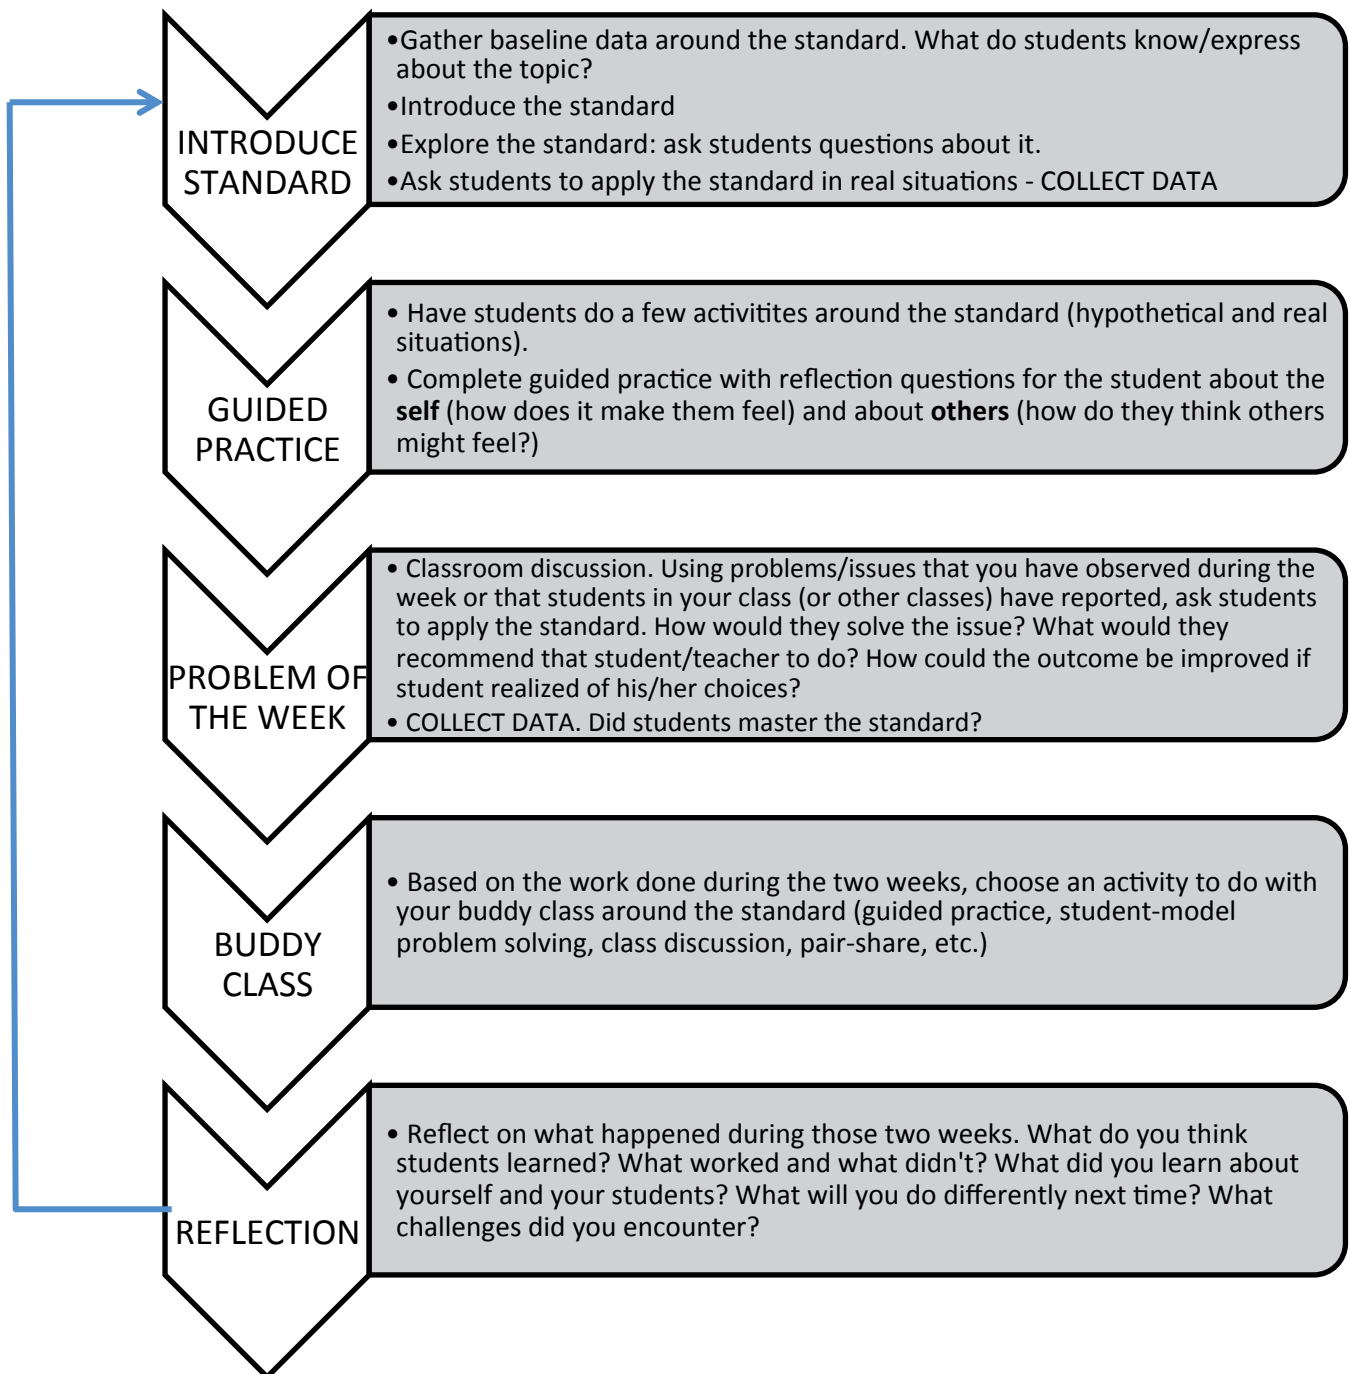 INTRODUCE
STANDARD
•Gather baseline data around the standard. What do students know/express
about the topic?
•Introduce the standard
•Explore the standard: ask students questions about it.
•Ask students to apply the standard in real situations - COLLECT DATA
GUIDED
PRACTICE
• Have students do a few activitites around the standard (hypothetical and real
situations).
• Complete guided practice with reflection questions for the student about the
self (how does it make them feel) and about others (how do they think others
might feel?)
PROBLEM OF
THE WEEK
• Classroom discussion. Using problems/issues that you have observed during the
week or that students in your class (or other classes) have reported, ask students
to apply the standard. How would they solve the issue? What would they
recommend that student/teacher to do? How could the outcome be improved if
student realized of his/her choices?
• COLLECT DATA. Did students master the standard?
BUDDY
CLASS
• Based on the work done during the two weeks, choose an activity to do with
your buddy class around the standard (guided practice, student-model
problem solving, class discussion, pair-share, etc.)
REFLECTION
• Reflect on what happened during those two weeks. What do you think
students learned? What worked and what didn't? What did you learn about
yourself and your students? What will you do differently next time? What
challenges did you encounter?